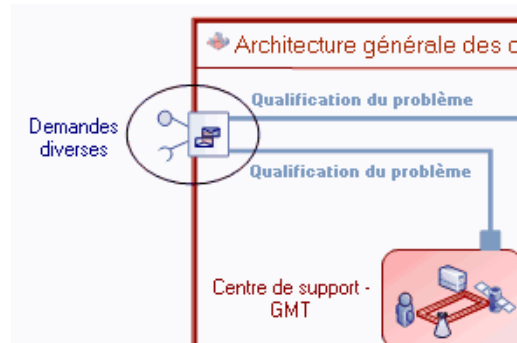 Architecture générale des c
Qualification du problème
Demandes
diverses
Qualification du problème
Centre de support -
GMT